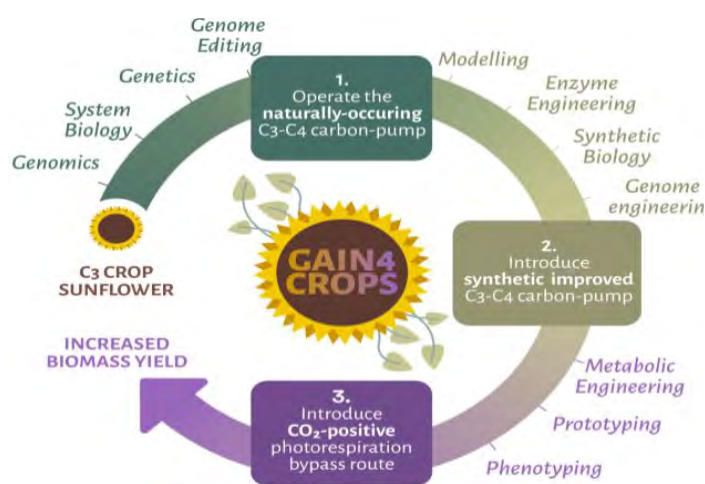 Genome
Editing
Genetics
System
Biology
Genomics
1.
Operate the
naturally-occuring
C3-C4 carbon-pump
Modelling
Enzyme
Engineering
Synthetic
Biology
Genome
engineerin
C3 CROP
SUNFLOWER
GAIN4
CROPS
2.
Introduce
synthetic improved
C3-C4 carbon-pump
INCREASED
BIOMASS YIELD
3.
Introduce
CO₂-positive
photorespiration
bypass route
Metabolic
Engineering
Prototyping
Phenotyping